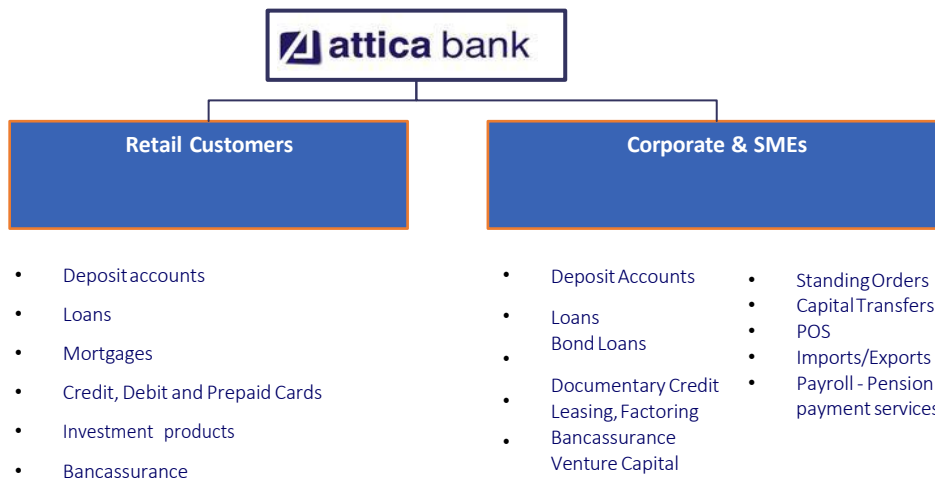 attica bank
Retail Customers
Corporate & SMEs
• Deposit accounts
• Loans
• Mortgages
• Credit, Debit and Prepaid Cards
• Investment products
• Bancassurance
• Deposit Accounts
• Loans
Bond Loans
•
Documentary Credit
• Leasing, Factoring
• Bancassurance
Venture Capital
• Standing Orders
• Capital Transfers
• POS
• Imports/Exports
• Payroll - Pension
payment services